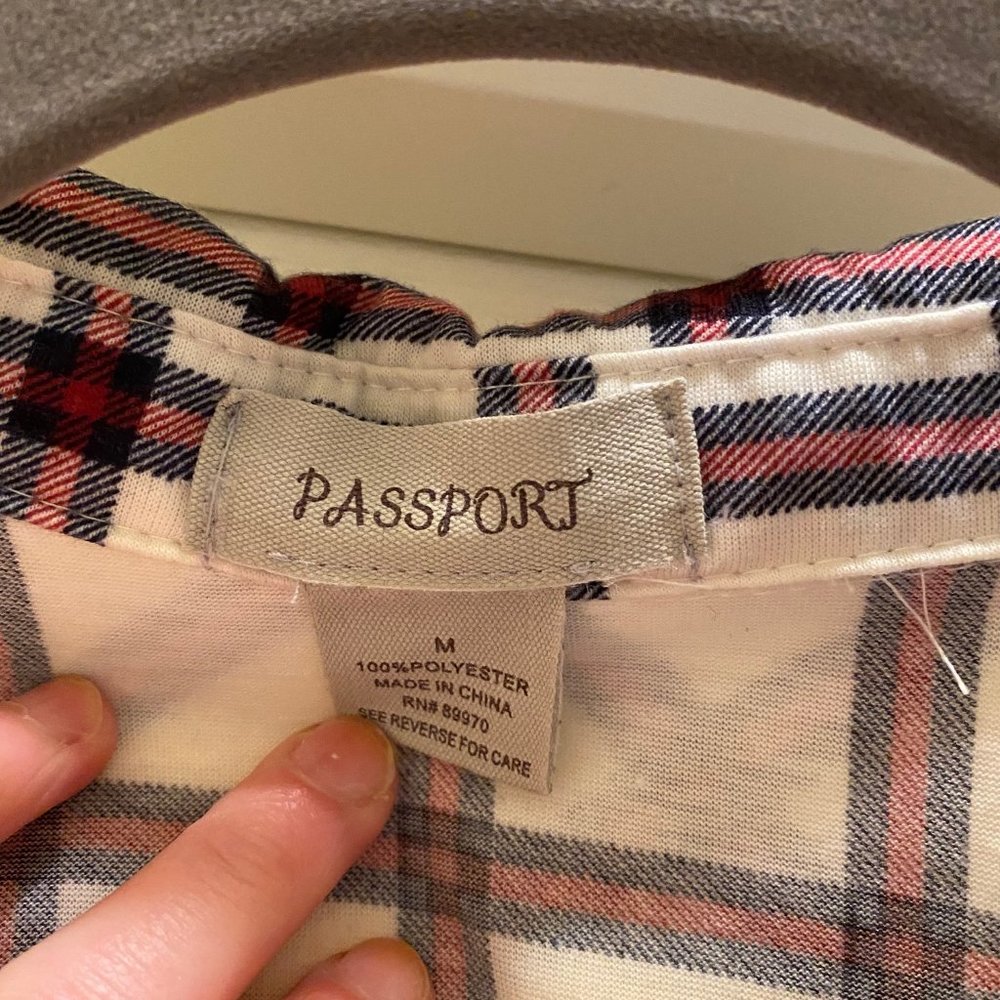 PASSPORT
M
100%POLYESTER
MADE IN CHINA
RN# 89970
SEE REVERSE FOR CARE